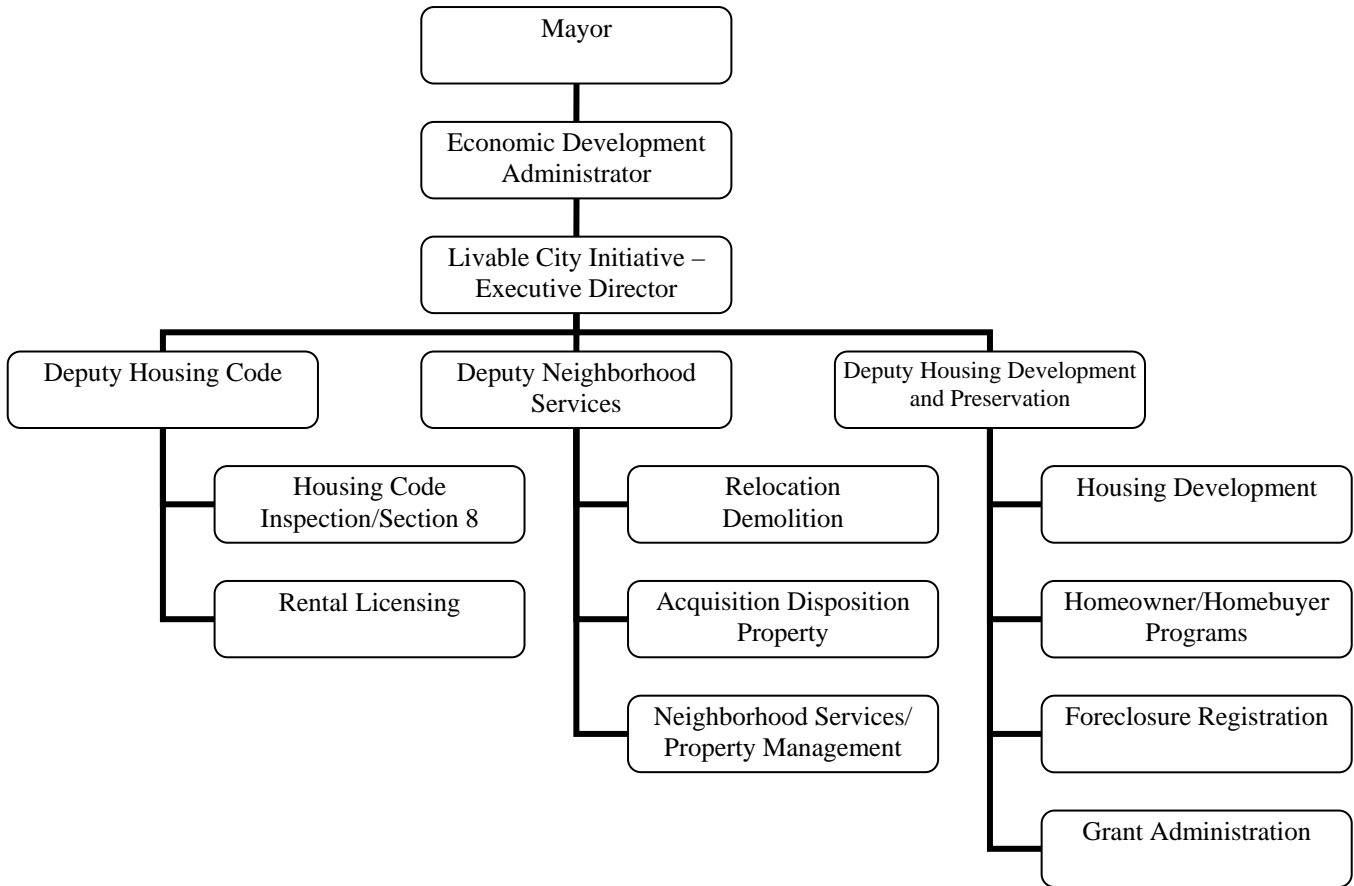 Mayor
Economic Development
Administrator
Livable City Initiative –
Executive Director
Deputy Housing Code
Deputy Neighborhood
Services
Deputy Housing Development
and Preservation
Housing Code
Inspection/Section 8
Rental Licensing
Relocation
Demolition
Acquisition Disposition
Property
Neighborhood Services/
Property Management
Housing Development
Homeowner/Homebuyer
Programs
Foreclosure Registration
Grant Administration